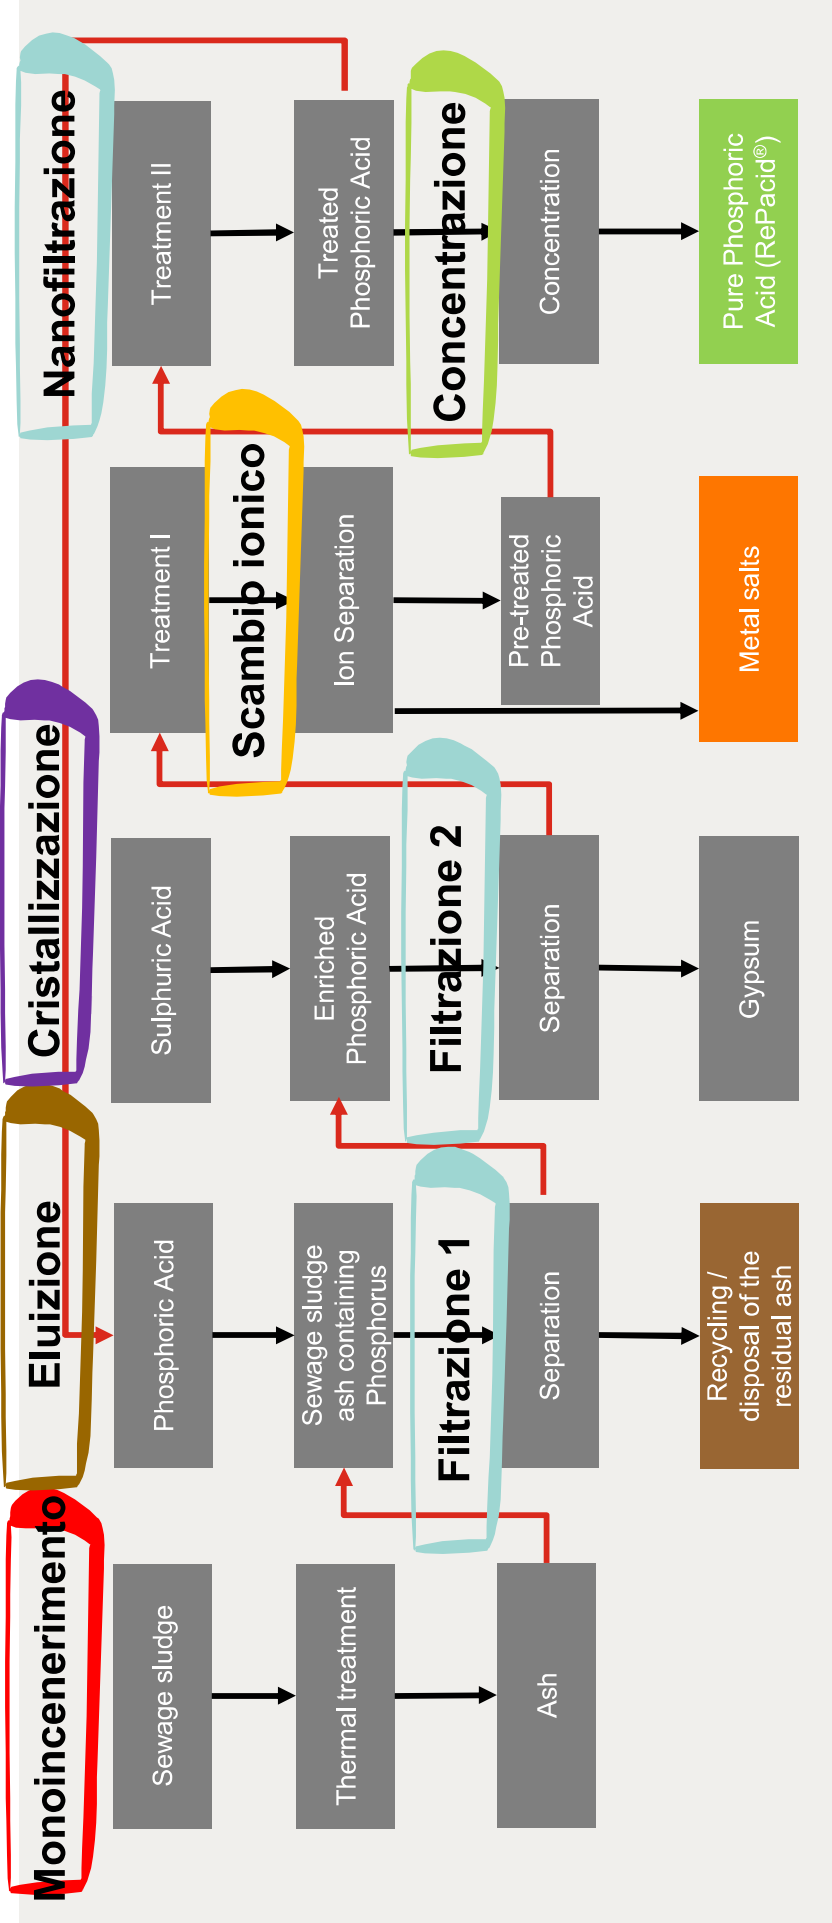 Monoincenerimento
Sewage sludge
Thermal treatment
Ash
Eluizione
Phosphoric Acid
Sewage sludge
ash containing
Phosphorus
Filtrazione 1
Separation
Recycling /
disposal of the
residual ash
Cristallizzazione
Sulphuric Acid
Enriched
Phosphoric Acid
Filtrazione 2
Separation
Gypsum
Treatment I
Scambio ionico
Ion Separation
Pre-treated
Phosphoric
Acid
Metal salts
Nanofiltrazione
Treatment II
Treated
Phosphoric Acid
Concentrazione
Concentration
Pure Phosphoric
Acid (RePacid®)